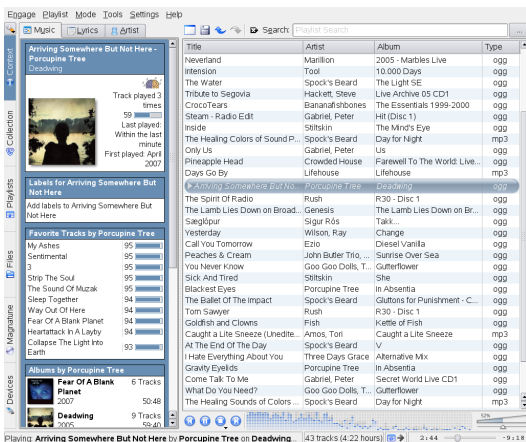 Engage Playlist Mode Tools Settings Help
Music Lyrics Artist
Search: Playlist Search
...
Context
Collection
Playlists
Files
Magnatune
Devices
Arriving Somewhere But Not Here - Porcupine Tree
Deadwing
Track played 3 times
59
Last played: Within the last minute
First played: April 2007
Labels for Arriving Somewhere But Not Here
Add labels to Arriving Somewhere But Not Here
Favorite Tracks by Porcupine Tree
My Ashes 95
Sentimental 95
3 95
Strip The Soul 95
The Sound Of Muzak 95
Sleep Together 94
Way Out Of Here 94
Fear Of A Blank Planet 94
Heartattack In A Layby 94
Collapse The Light Into Earth 93
Albums by Porcupine Tree
Fear Of A Blank Planet 6 Tracks
2007 50:48
Deadwing 9 Tracks
2005 59:40
Title Artist Album Type
Neverland Marillion 2005 - Marbles Live ogg
Intension Tool 10.000 Days ogg
The Water Spock's Beard The Light SE ogg
Tribute to Segovia Hackett, Steve Live Archive 05 CD1 ogg
CrocoTears Bananafishbones The Essentials 1999-2000 ogg
Steam - Radio Edit Gabriel, Peter Hit (Disc 1) ogg
Inside Stiltskin The Mind's Eye ogg
The Healing Colors of Sound P... Spock's Beard Day for Night mp3
Only Us Gabriel, Peter Us ogg
Pineapple Head Crowded House Farewell To The World: Live... ogg
Days Go By Lifehouse Lifehouse mp3
Arriving Somewhere But No... Porcupine Tree Deadwing ogg
The Spirit Of Radio Rush R30 - Disc 1 ogg
The Lamb Lies Down on Broad... Genesis The Lamb Lies Down on Br... ogg
Sæglópur Sigur Rós Takk... ogg
Yesterday Wilson, Ray Change ogg
Call You Tomorrow Ezio Diesel Vanilla ogg
Peaches & Cream John Butler Trio, ... Sunrise Over Sea ogg
You Never Know Goo Goo Dolls, T... Gutterflower ogg
Sick And Tired Stiltskin She ogg
Blackest Eyes Porcupine Tree In Absentia ogg
The Ballet Of The Impact Spock's Beard Gluttons for Punishment - C... ogg
Tom Sawyer Rush R30 - Disc 1 ogg
Goldfish and Clowns Fish Kettle of Fish ogg
Caught a Lite Sneeze (Unedite... Amos, Tori Caught a Lite Sneeze mp3
At The End Of The Day Spock's Beard V ogg
I Hate Everything About You Three Days Grace Alternative Mix ogg
Gravity Eyelids Porcupine Tree In Absentia ogg
Come Talk To Me Gabriel, Peter Secret World Live CD1 ogg
What Do You Need? Goo Goo Dolls, T... Gutterflower ogg
The Healing Sounds of Colors ... Spock's Beard Day for Night mp3
52%
Playing: Arriving Somewhere But Not Here by Porcupine Tree on Deadwing... 43 tracks (4:22 hours) 2:44 -9:18